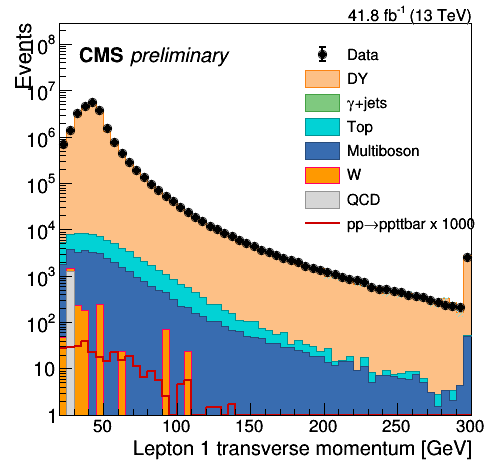 41.8 fb⁻¹ (13 TeV)
Events
CMS preliminary
Data
DY
γ+jets
Top
Multiboson
W
QCD
pp→ppttbar x 1000
10⁸
10⁷
10⁶
10⁵
10⁴
10³
10²
10
1
50 100 150 200 250 300
Lepton 1 transverse momentum [GeV]